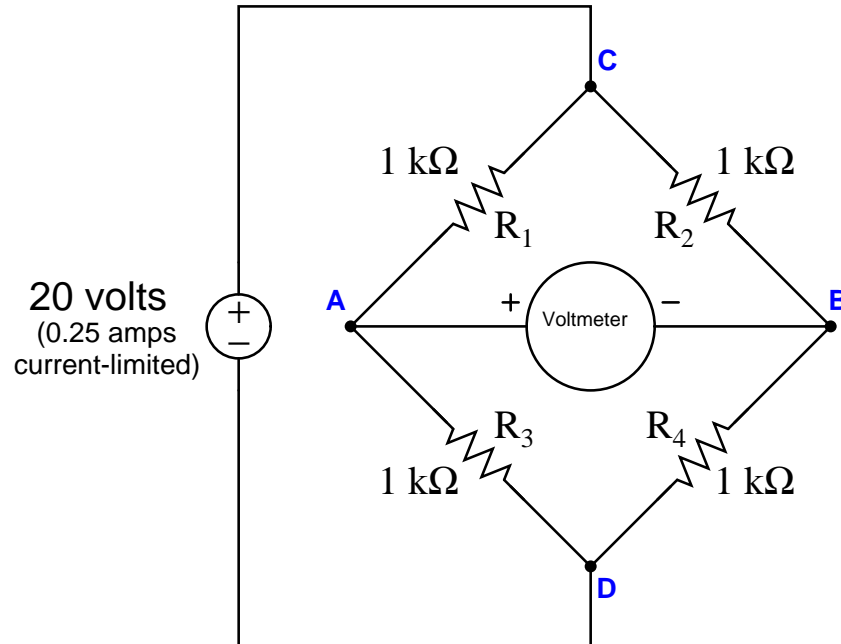 C
1 kΩ
1 kΩ
R1
R2
A
+
Voltmeter
−
B
20 volts
(0.25 amps
current-limited)
+
−
R3
R4
1 kΩ
1 kΩ
D